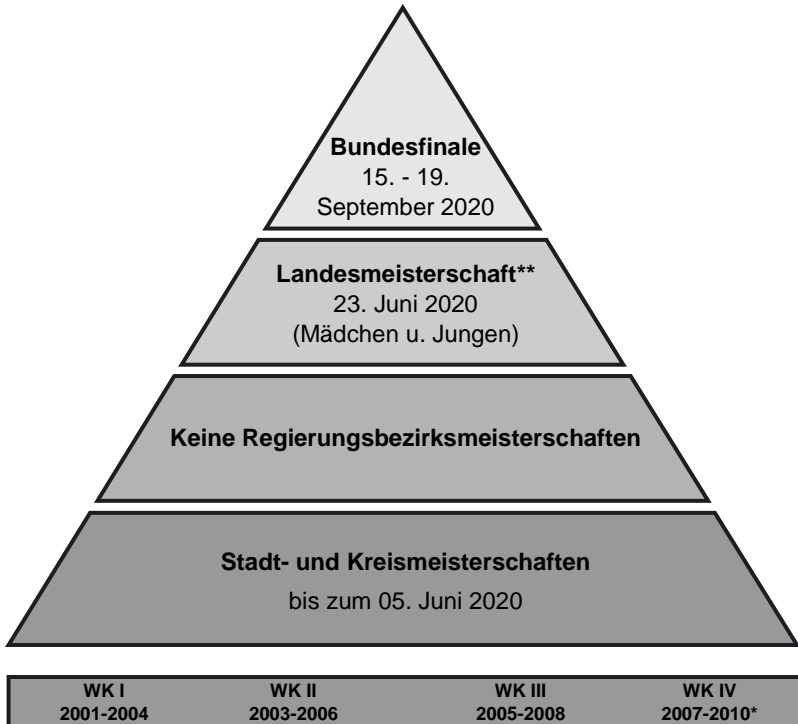 Bundesfinale
15. - 19.
September 2020
Landesmeisterschaft**
23. Juni 2020
(Mädchen u. Jungen)
Keine Regierungsbezirksmeisterschaften
Stadt- und Kreismeisterschaften
bis zum 05. Juni 2020
WK I WK II WK III WK IV
2001-2004 2003-2006 2005-2008 2007-2010*